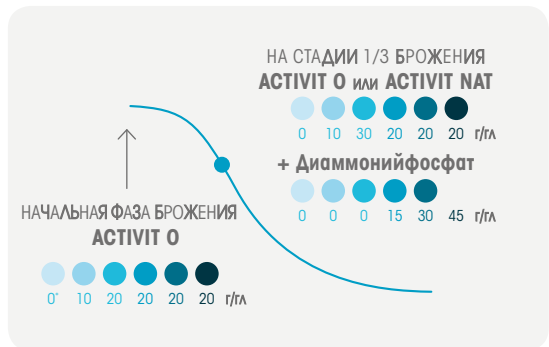 НА СТАДИИ 1/3 БРОЖЕНИЯ
ACTIVIT O или ACTIVIT NAT
0 10 30 20 20 20 г/гл
+ Диаммонийфосфат
0 0 0 15 30 45 г/гл
НАЧАЛЬНАЯ ФАЗА БРОЖЕНИЯ
ACTIVIT O
0* 10 20 20 20 20 г/гл